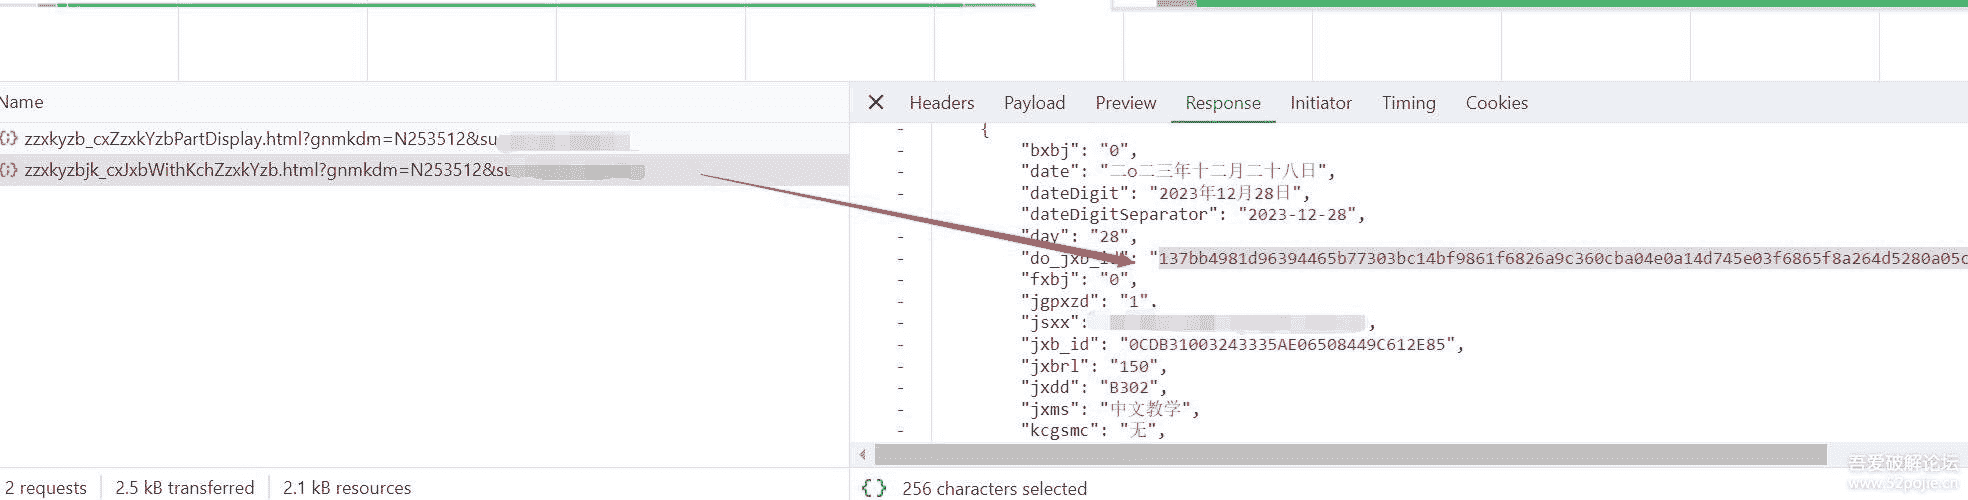 Name
Headers Payload Preview Response Initiator Timing Cookies
zzxkyzb_cxZzxkYzbPartDisplay.html?gnmkdm=N253512&su
zzxkyzbjk_cxJxbWithKchZzxkYzb.html?gnmkdm=N253512&su
{
"bxbj": "0",
"date": "二o二三年十二月二十八日",
"dateDigit": "2023年12月28日",
"dateDigitSeparator": "2023-12-28",
"day": "28",
"do_jxb_id": "137bb4981d96394465b77303bc14bf9861f6826a9c360cba04e0a14d745e03f6865f8a264d5280a05c
"fxbj": "0",
"jgpxzd": "1",
"jsxx":
,
"jxb_id": "0CDB31003243335AE06508449C612E85",
"jxbrl": "150",
"jxdd": "B302",
"jxms": "中文教学",
"kcgsmc": "无",
2 requests 2.5 kB transferred 2.1 kB resources
{} 256 characters selected
吾爱破解论坛
www.52pojie.cn